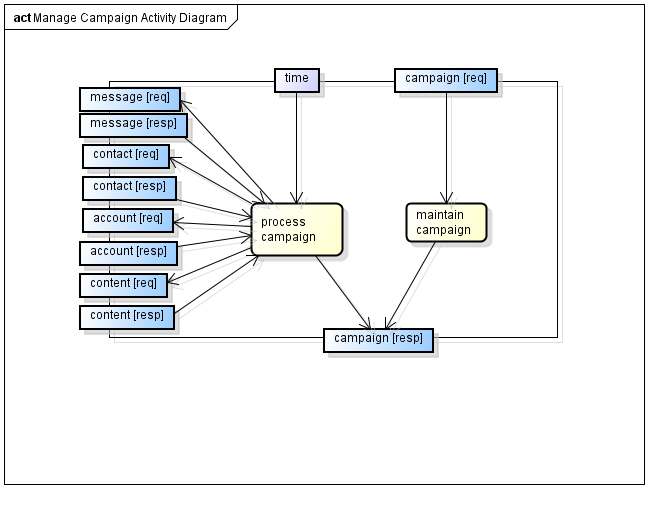 act Manage Campaign Activity Diagram
time
campaign [req]
message [req]
message [resp]
contact [req]
contact [resp]
account [req]
account [resp]
content [req]
content [resp]
process
campaign
maintain
campaign
campaign [resp]